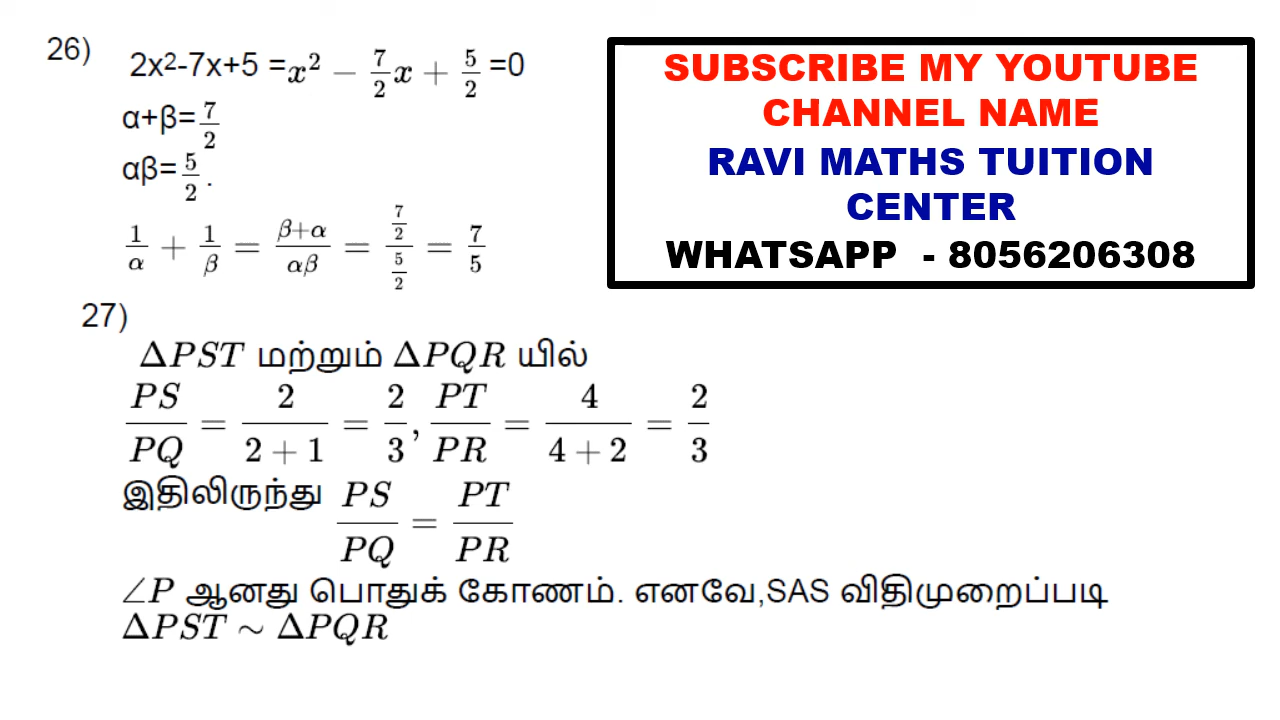 26)
2x²-7x+5 =x² − 7/2 x + 5/2 =0
α+β=7/2
αβ=5/2 .
1/α + 1/β = β+α/αβ = 7/2 / 5/2 = 7/5
27)
ΔPST மற்றும் ΔPQR யில்
PS/PQ = 2/2 + 1 = 2/3, PT/PR = 4/4 + 2 = 2/3
இதிலிருந்து PS/PQ = PT/PR
∠P ஆனது பொதுக் கோணம். எனவே,SAS விதிமுறைப்படி
ΔPST ∼ ΔPQR
SUBSCRIBE MY YOUTUBE
CHANNEL NAME
RAVI MATHS TUITION
CENTER
WHATSAPP - 8056206308